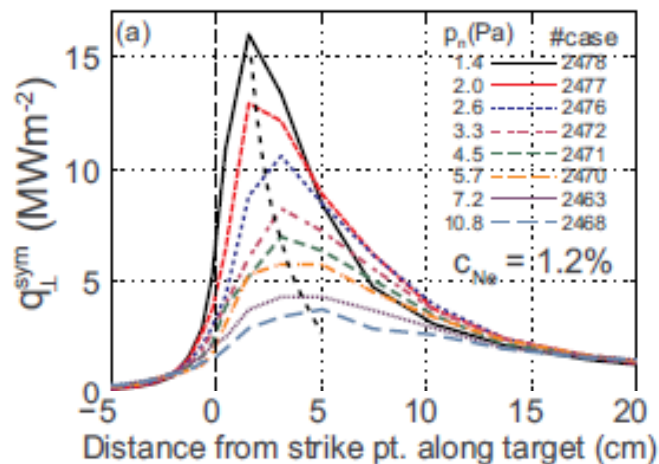 (a) p_n(Pa) #case
1.4 2478
2.0 2477
2.6 2476
3.3 2472
4.5 2471
5.7 2470
7.2 2463
10.8 2468
c_Ne = 1.2%
15
10
5
0
q⊥^sym (MWm^-2)
-5 0 5 10 15 20
Distance from strike pt. along target (cm)